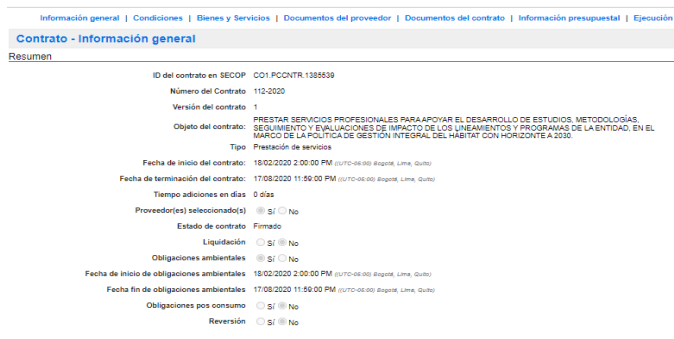 Información general | Condiciones | Bienes y Servicios | Documentos del proveedor | Documentos del contrato | Información presupuestal | Ejecución
Contrato - Información general
Resumen
ID del contrato en SECOP CO1.PCCNTR.1385639
Número del Contrato 112-2020
Versión del contrato 1
Objeto del contrato: PRESTAR SERVICIOS PROFESIONALES PARA APOYAR EL DESARROLLO DE ESTUDIOS, METODOLOGÍAS,
SEGUIMIENTO Y EVALUACIONES DE IMPACTO DE LOS LINEAMIENTOS Y PROGRAMAS DE LA ENTIDAD, EN EL
MARCO DE LA POLÍTICA DE GESTIÓN INTEGRAL DEL HÁBITAT CON HORIZONTE A 2030.
Tipo Prestación de servicios
Fecha de inicio del contrato: 18/02/2020 2:00:00 PM ((UTC-05:00) Bogotá, Lima, Quito)
Fecha de terminación del contrato: 17/08/2020 11:59:00 PM ((UTC-05:00) Bogotá, Lima, Quito)
Tiempo adiciones en días 0 días
Proveedor(es) seleccionado(s) Sí No
Estado de contrato Firmado
Liquidación Sí No
Obligaciones ambientales Sí No
Fecha de inicio de obligaciones ambientales 18/02/2020 2:00:00 PM ((UTC-05:00) Bogotá, Lima, Quito)
Fecha fin de obligaciones ambientales 17/08/2020 11:59:00 PM ((UTC-05:00) Bogotá, Lima, Quito)
Obligaciones pos consumo Sí No
Reversión Sí No